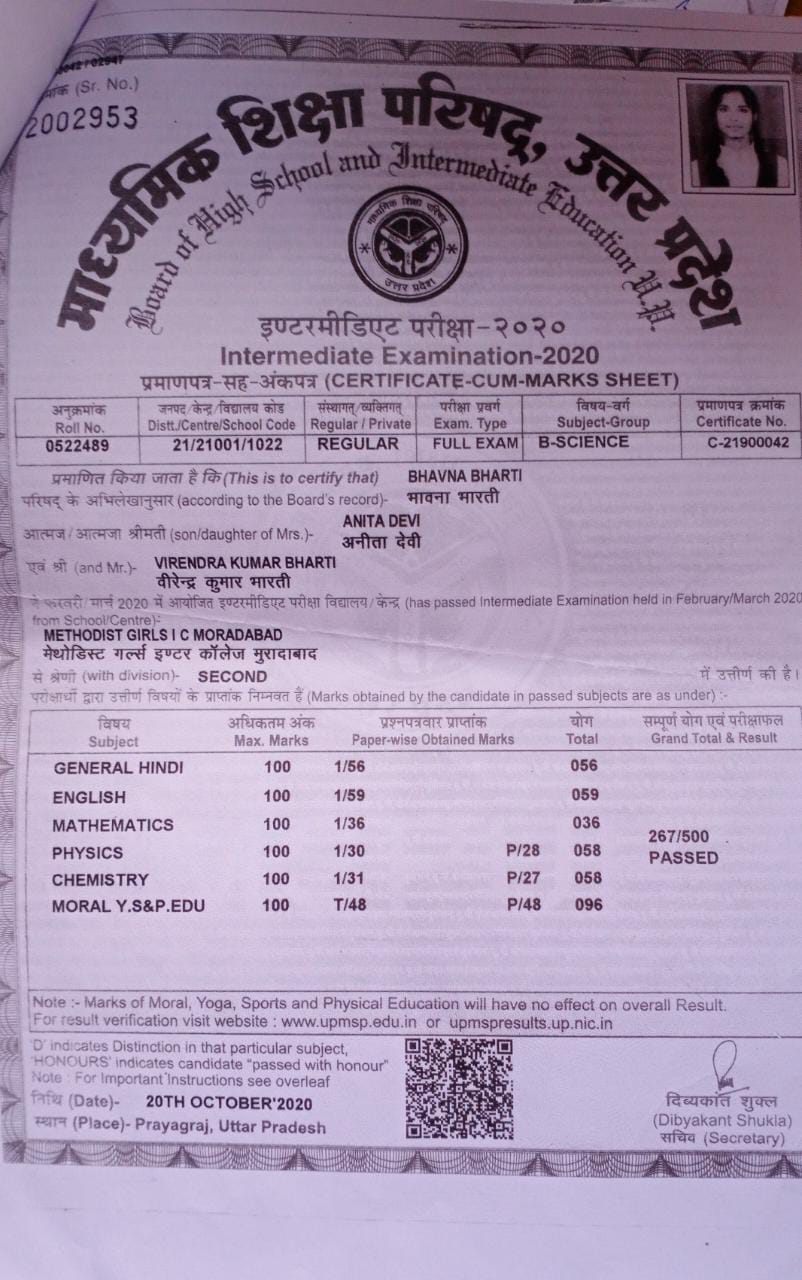 क (Sr. No.)
2002953
माध्यमिक शिक्षा परिषद्, उत्तर प्रदेश
Board of High School and Intermediate Education U.P.
माध्यमिक शिक्षा परिषद्
उत्तर प्रदेश
इण्टरमीडिएट परीक्षा-२०२०
Intermediate Examination-2020
प्रमाणपत्र-सह-अंकपत्र (CERTIFICATE-CUM-MARKS SHEET)
अनुक्रमांक जनपद/केन्द्र/विद्यालय कोड संस्थागत/व्यक्तिगत् परीक्षा प्रवर्ग विषय-वर्ग प्रमाणपत्र क्रमांक
Roll No. Distt./Centre/School Code Regular / Private Exam. Type Subject-Group Certificate No.
0522489 21/21001/1022 REGULAR FULL EXAM B-SCIENCE C-21900042
प्रमाणित किया जाता है कि (This is to certify that) BHAVNA BHARTI
परिषद् के अभिलेखानुसार (according to the Board's record)- भावना भारती
ANITA DEVI
आत्मज/आत्मजा श्रीमती (son/daughter of Mrs.)-
अनीता देवी
एवं श्री (and Mr.)- VIRENDRA KUMAR BHARTI
वीरेन्द्र कुमार भारती
ने फरवरी/मार्च 2020 में आयोजित इण्टरमीडिएट परीक्षा विद्यालय/केन्द्र (has passed Intermediate Examination held in February/March 2020
from School/Centre)-
METHODIST GIRLS I C MORADABAD
मेथोडिस्ट गर्ल्स इण्टर कॉलेज मुरादाबाद
से श्रेणी (with division)- SECOND में उत्तीर्ण की है।
परीक्षार्थी द्वारा उत्तीर्ण विषयों के प्राप्तांक निम्नवत हैं (Marks obtained by the candidate in passed subjects are as under) :-
विषय अधिकतम अंक प्रश्नपत्रवार प्राप्तांक योग सम्पूर्ण योग एवं परीक्षाफल
Subject Max. Marks Paper-wise Obtained Marks Total Grand Total & Result
GENERAL HINDI 100 1/56 056
ENGLISH 100 1/59 059
MATHEMATICS 100 1/36 036
267/500
PHYSICS 100 1/30 P/28 058
PASSED
CHEMISTRY 100 1/31 P/27 058
MORAL Y.S&P.EDU 100 T/48 P/48 096
Note :- Marks of Moral, Yoga, Sports and Physical Education will have no effect on overall Result.
For result verification visit website : www.upmsp.edu.in or upmspresults.up.nic.in
'D' indicates Distinction in that particular subject,
'HONOURS' indicates candidate "passed with honour"
Note : For Important Instructions see overleaf
तिथि (Date)- 20TH OCTOBER'2020
स्थान (Place)- Prayagraj, Uttar Pradesh
दिव्यकांत शुक्ल
(Dibyakant Shukla)
सचिव (Secretary)